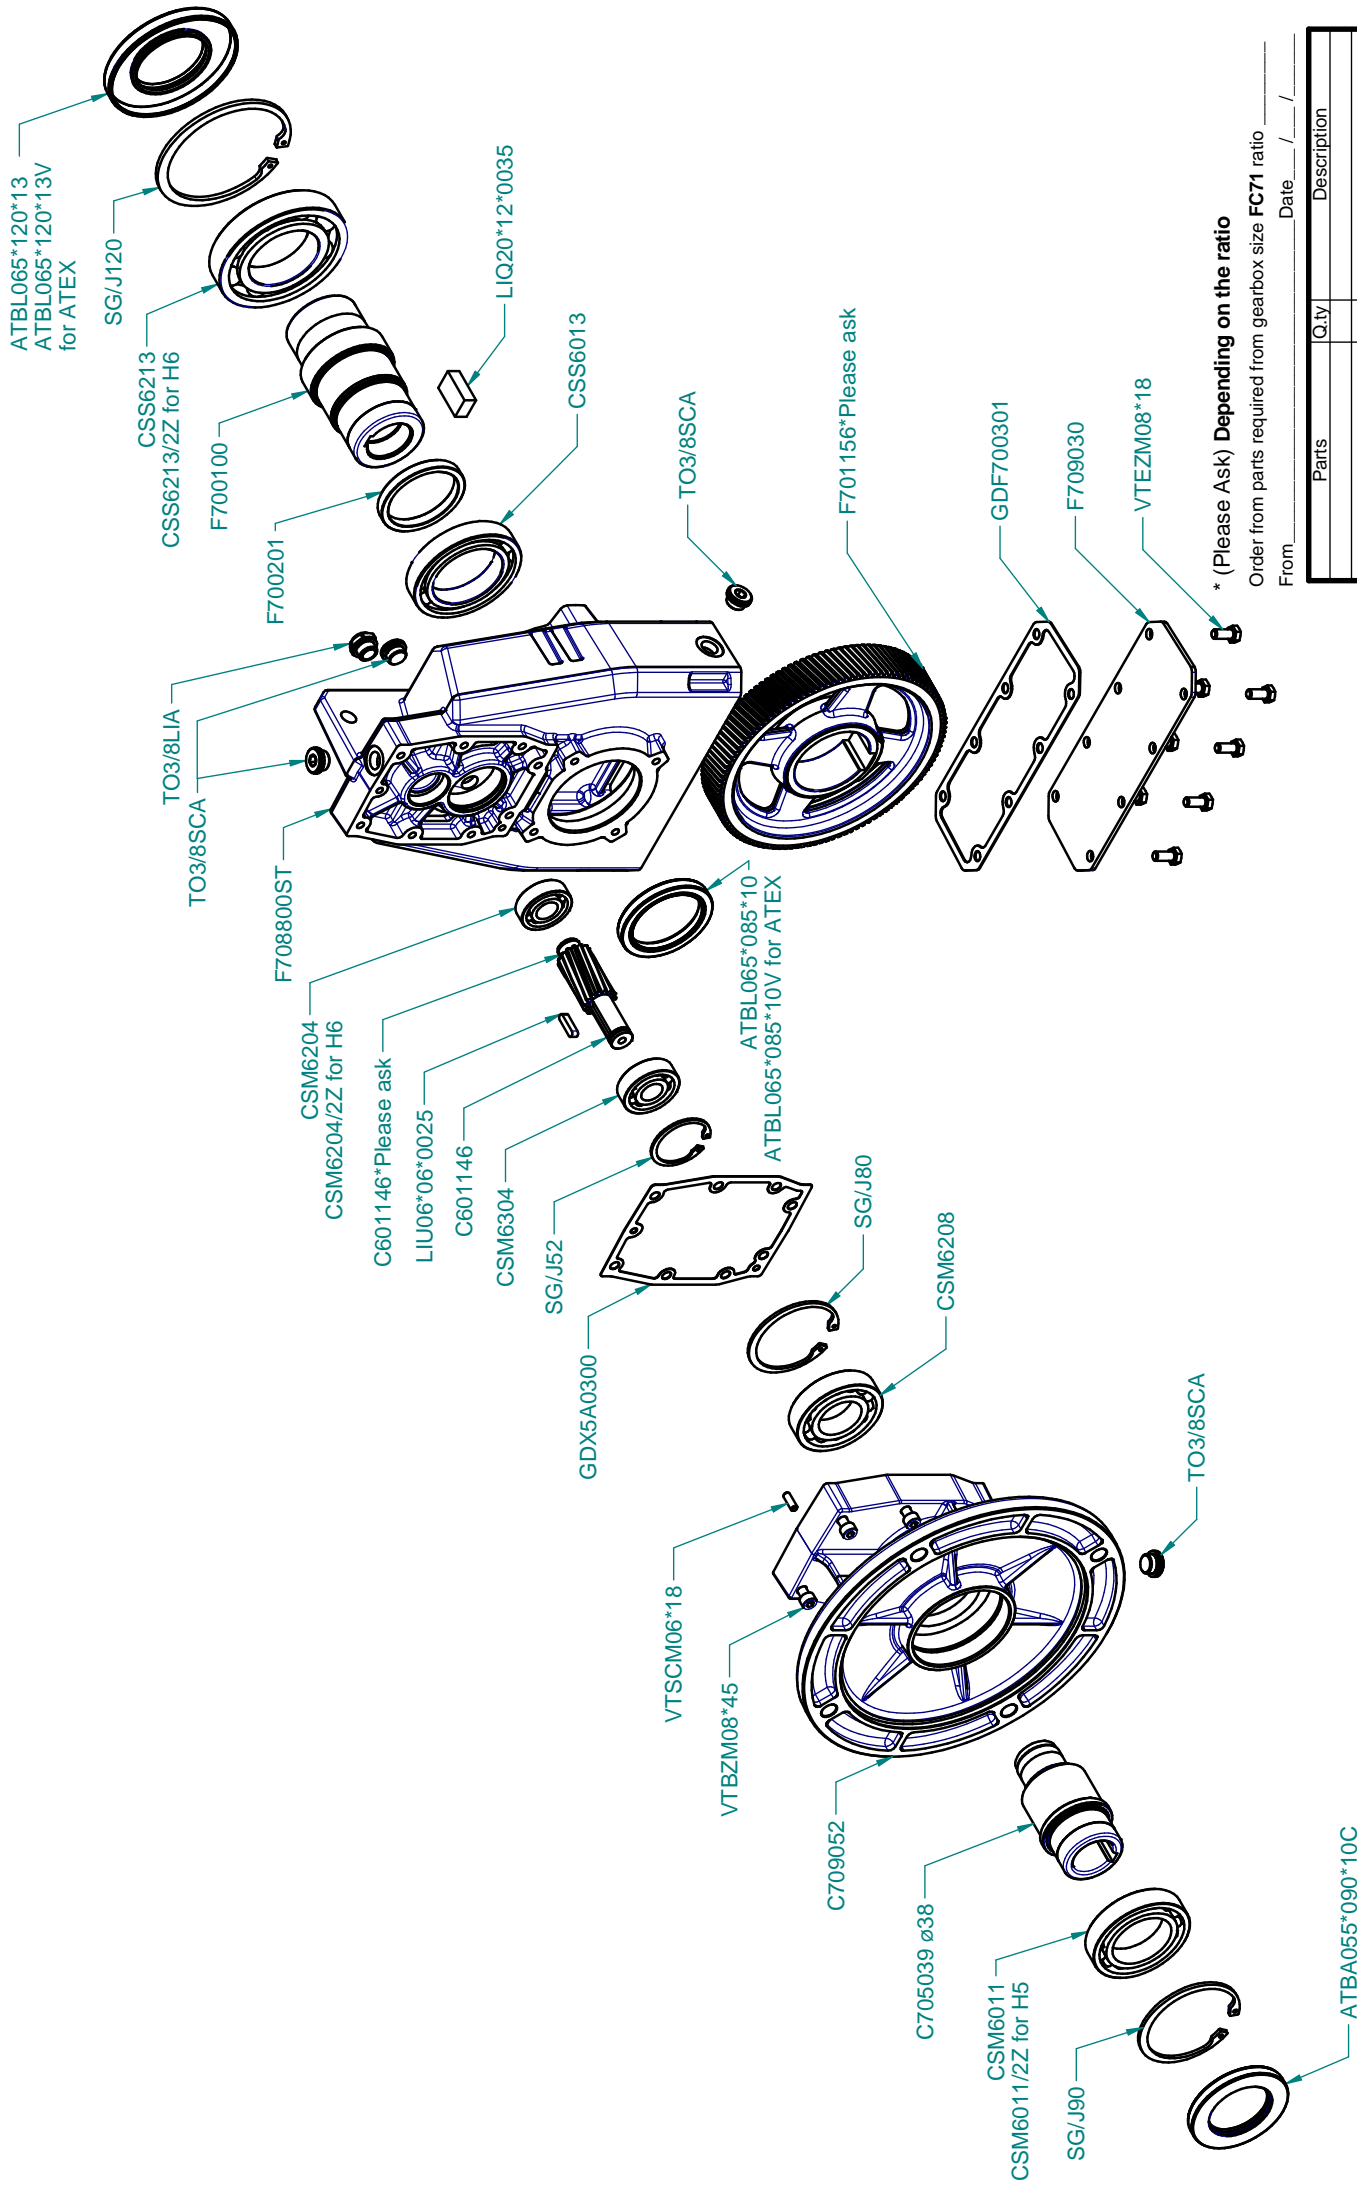 ATBL065*120*13
ATBL065*120*13V
for ATEX
SG/J120
CSS6213
CSS6213/2Z for H6
F700100
LIQ20*12*0035
F700201
CSS6013
TO3/8LIA
TO3/8SCA
TO3/8SCA
F708800ST
F701156*Please ask
CSM6204
CSM6204/2Z for H6
C601146*Please ask
LIU06*06*0025
C601146
CSM6304
SG/J52
GDX5A0300
ATBL065*085*10
ATBL065*085*10V for ATEX
GDF700301
F709030
VTEZM08*18
SG/J80
CSM6208
VTSCM06*18
VTBZM08*45
C709052
TO3/8SCA
C705039 ø38
CSM6011
CSM6011/2Z for H5
SG/J90
ATBA055*090*10C
* (Please Ask) Depending on the ratio
Order from parts required from gearbox size FC71 ratio ________
From____________________________ Date___ /___ /______
Parts Q.ty Description